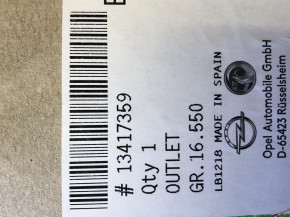 # 13417359
Qty 1
OUTLET
GR.16.550
LB1218 MADE IN SPAIN
Opel Automobile GmbH
D-65423 Rüsselsheim